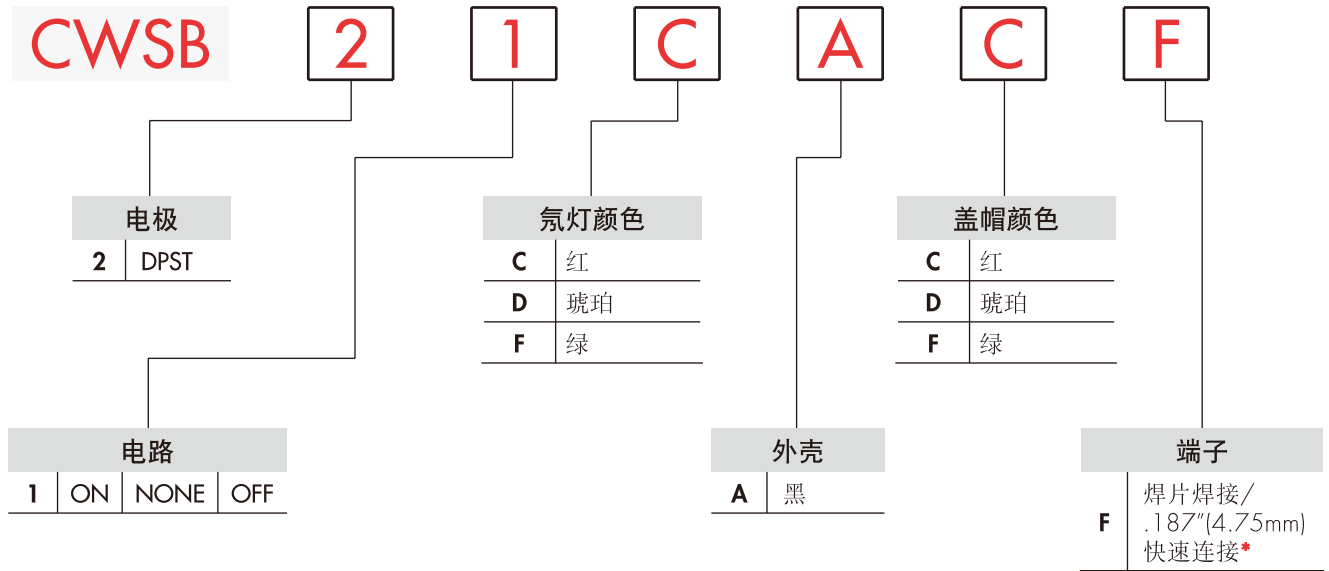 CWSB 2 1 C A C F
电极
2 DPST
氖灯颜色
C 红
D 琥珀
F 绿
盖帽颜色
C 红
D 琥珀
F 绿
电路
1 ON NONE OFF
外壳
A 黑
端子
F 焊片焊接/
.187"(4.75mm)
快速连接*